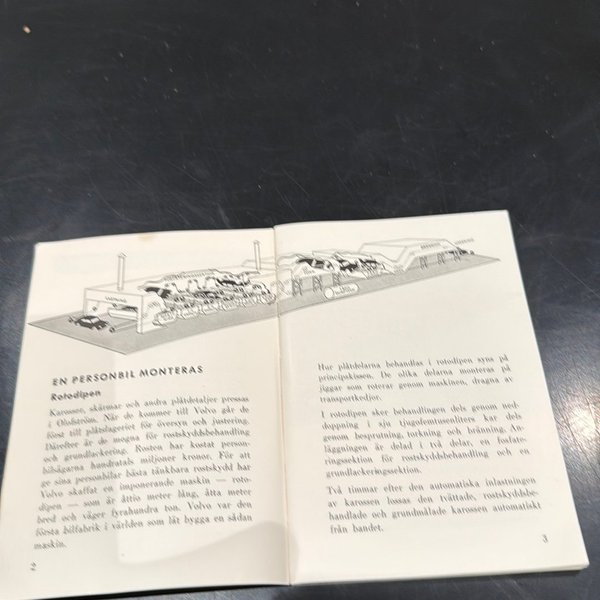 EN PERSONBIL MONTERAS
Rotodipen
Karosser, skärmar och andra plåtdetaljer pressas
i Olofström. När de kommer till Volvo går de
först till plåtslageriet för översyn och justering.
Därefter är de mogna för rostskyddsbehandling
och grundlackering. Rosten har kostat person-
bilsägarna hundratals miljoner kronor. För att
ge sina personbilar bästa tänkbara rostskydd har
Volvo skaffat en imponerande maskin — roto-
dipen — som är åttio meter lång, åtta meter
bred och väger fyrahundra ton. Volvo var den
första bilfabrik i världen som lät bygga en sådan
maskin.
2
Hur plåtdelarna behandlas i rotodipen syns på
principskissen. De olika delarna monteras på
jiggar som roterar genom maskinen, dragna av
transportkedjor.
I rotodipen sker behandlingen dels genom ned-
doppning i sju tjugodemtusenliters kar dels
genom besprutning, torkning och bränning. An-
läggningen är delad i två delar, en fosfate-
ringssektion för rostskyddsbehandling och en
grundlackeringssektion.
Två timmar efter den automatiska inlastningen
av karossen lossas den tvättade, rostskyddsbe-
handlade och grundmålade karossen automatiskt
från bandet.
3